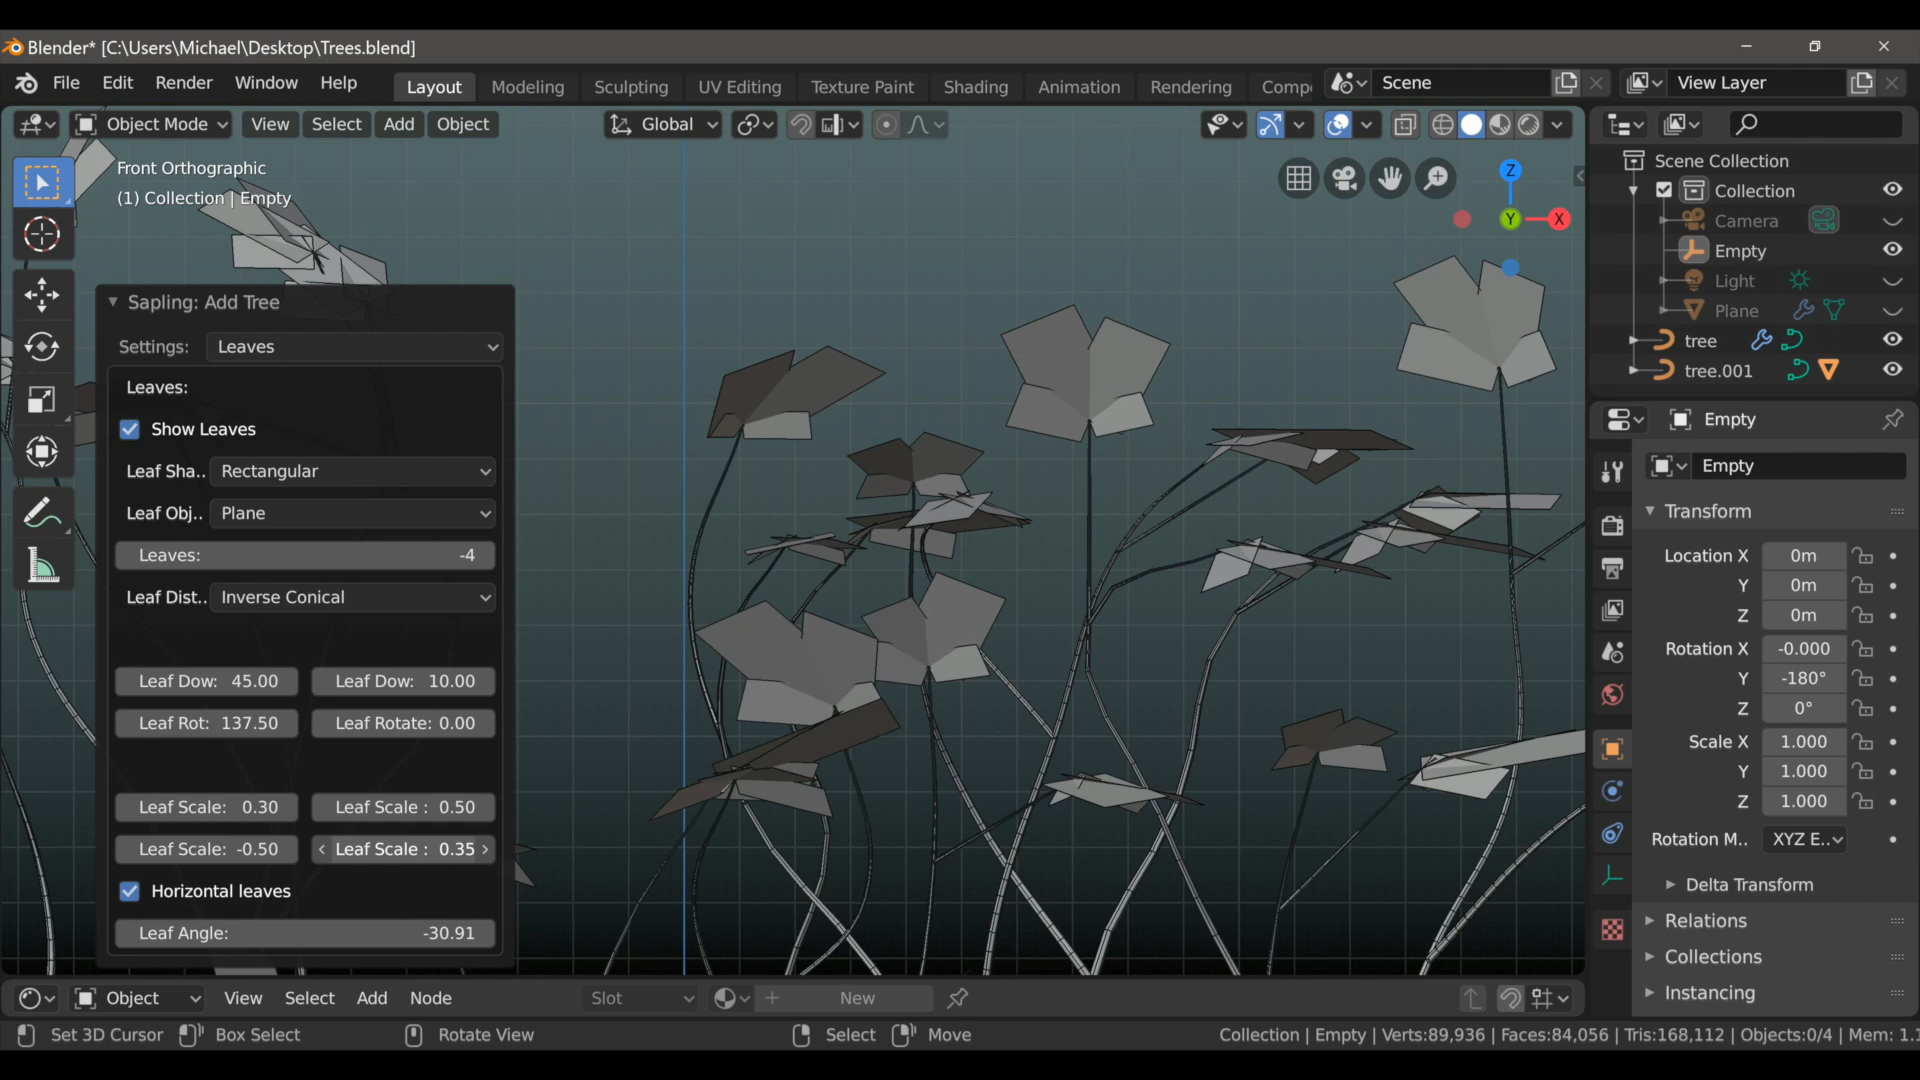 Blender* [C:\Users\Michael\Desktop\Trees.blend]
File Edit Render Window Help Layout Modeling Sculpting UV Editing Texture Paint Shading Animation Rendering Comp Scene View Layer
Object Mode View Select Add Object Global
Front Orthographic
(1) Collection | Empty
Z
Y
X
Sapling: Add Tree
Settings: Leaves
Leaves:
Show Leaves
Leaf Sha.. Rectangular
Leaf Obj.. Plane
Leaves: -4
Leaf Dist.. Inverse Conical
Leaf Dow: 45.00 Leaf Dow: 10.00
Leaf Rot: 137.50 Leaf Rotate: 0.00
Leaf Scale: 0.30 Leaf Scale : 0.50
Leaf Scale: -0.50 Leaf Scale : 0.35
Horizontal leaves
Leaf Angle: -30.91
Scene Collection
Collection
Camera
Empty
Light
Plane
tree
tree.001
Empty
Empty
Transform
Location X 0m
Y 0m
Z 0m
Rotation X -0.000
Y -180°
Z 0°
Scale X 1.000
Y 1.000
Z 1.000
Rotation M.. XYZ E..
Delta Transform
Relations
Collections
Instancing
Object View Select Add Node Slot New
Set 3D Cursor Box Select Rotate View Select Move Collection | Empty | Verts:89,936 | Faces:84,056 | Tris:168,112 | Objects:0/4 | Mem: 1.1